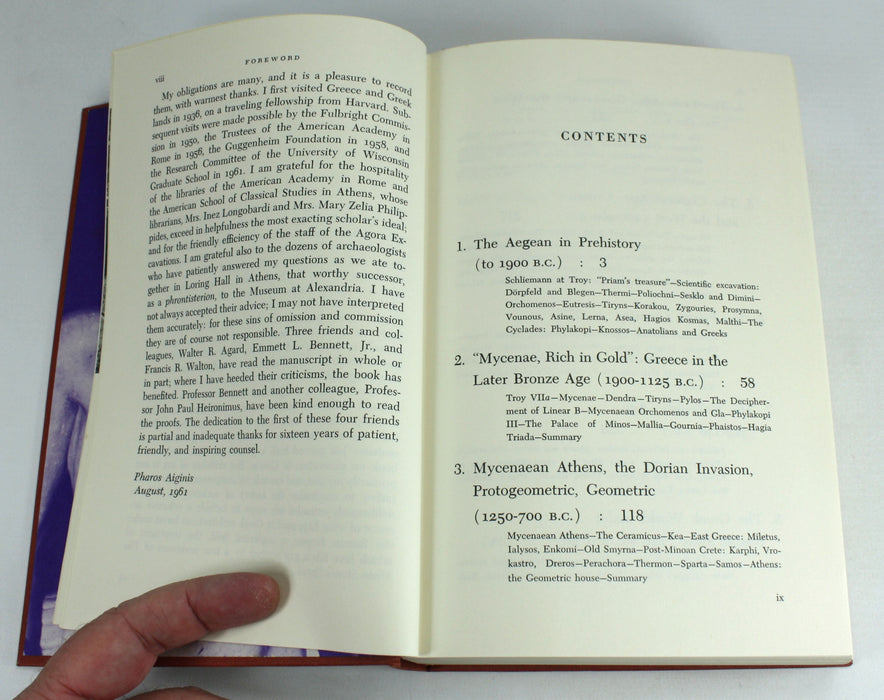 viii
FOREWORD
My obligations are many, and it is a pleasure to record
them, with warmest thanks. I first visited Greece and Greek
lands in 1936, on a traveling fellowship from Harvard. Sub-
sequent visits were made possible by the Fulbright Commis-
sion in 1950, the Trustees of the American Academy in
Rome in 1956, the Guggenheim Foundation in 1958, and
the Research Committee of the University of Wisconsin
Graduate School in 1961. I am grateful for the hospitality
of the libraries of the American Academy in Rome and
the American School of Classical Studies in Athens, whose
librarians, Mrs. Inez Longobardi and Mrs. Mary Zelia Philip-
pides, exceed in helpfulness the most exacting scholar's ideal;
and for the friendly efficiency of the staff of the Agora Ex-
cavations. I am grateful also to the dozens of archaeologists
who have patiently answered my questions as we ate to-
gether in Loring Hall in Athens, that worthy successor,
as a phrontisterion, to the Museum at Alexandria. I have
not always accepted their advice; I may not have interpreted
them accurately: for these sins of omission and commission
they are of course not responsible. Three friends and col-
leagues, Walter R. Agard, Emmett L. Bennett, Jr., and
Francis R. Walton, have read the manuscript in whole or
in part; where I have heeded their criticisms, the book has
benefited. Professor Bennett and another colleague, Profes-
sor John Paul Heironimus, have been kind enough to read
the proofs. The dedication to the first of these four friends
is partial and inadequate thanks for sixteen years of patient,
friendly, and inspiring counsel.
Pharos Aiginis
August, 1961
CONTENTS
1. The Aegean in Prehistory
(to 1900 B.C.) : 3
Schliemann at Troy: "Priam's treasure"—Scientific excavation:
Dörpfeld and Blegen—Thermi—Poliochni—Sesklo and Dimini—
Orchomenos—Eutresis—Tiryns—Korakou, Zygouries, Prosymna,
Vounous, Asine, Lerna, Asea, Hagios Kosmas, Malthi—The
Cyclades: Phylakopi—Knossos—Anatolians and Greeks
2. "Mycenae, Rich in Gold": Greece in the
Later Bronze Age (1900-1125 B.C.) : 58
Troy VIIa—Mycenae—Dendra—Tiryns—Pylos—The Decipher-
ment of Linear B—Mycenaean Orchomenos and Gla—Phylakopi
III—The Palace of Minos—Mallia—Gournia—Phaistos—Hagia
Triada—Summary
3. Mycenaean Athens, the Dorian Invasion,
Protogeometric, Geometric
(1250-700 B.C.) : 118
Mycenaean Athens—The Ceramicus—Kea—East Greece: Miletus,
Ialysos, Enkomi—Old Smyrna—Post-Minoan Crete: Karphi, Vro-
kastro, Dreros—Perachora—Thermon—Sparta—Samos—Athens:
the Geometric house—Summary
ix